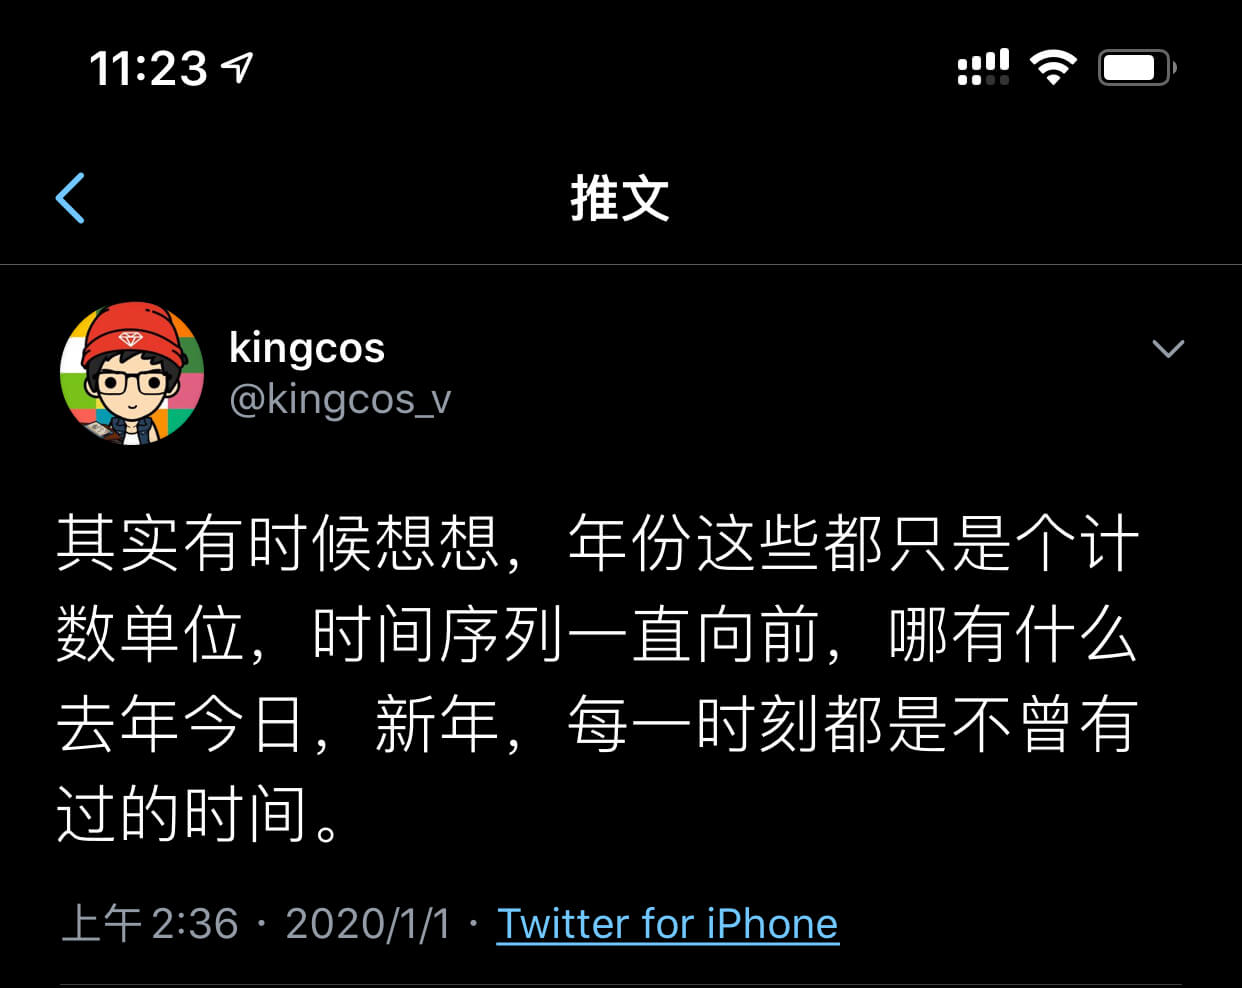 11:23
推文
kingcos
@kingcos_v
其实有时候想想，年份这些都只是个计
数单位，时间序列一直向前，哪有什么
去年今日，新年，每一时刻都是不曾有
过的时间。
上午 2:36 · 2020/1/1 · Twitter for iPhone